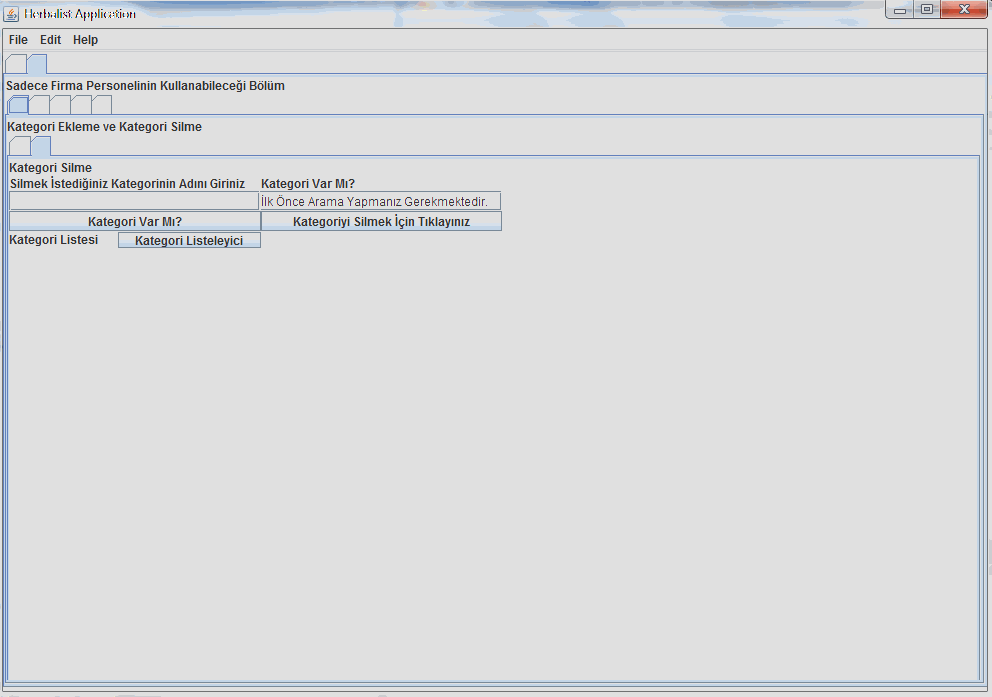 Herbalist Application
File Edit Help
Sadece Firma Personelinin Kullanabileceği Bölüm
Kategori Ekleme ve Kategori Silme
Kategori Silme
Silmek İstediğiniz Kategorinin Adını Giriniz Kategori Var Mı?
İlk Önce Arama Yapmanız Gerekmektedir.
Kategori Var Mı? Kategoriyi Silmek İçin Tıklayınız
Kategori Listesi Kategori Listeleyici